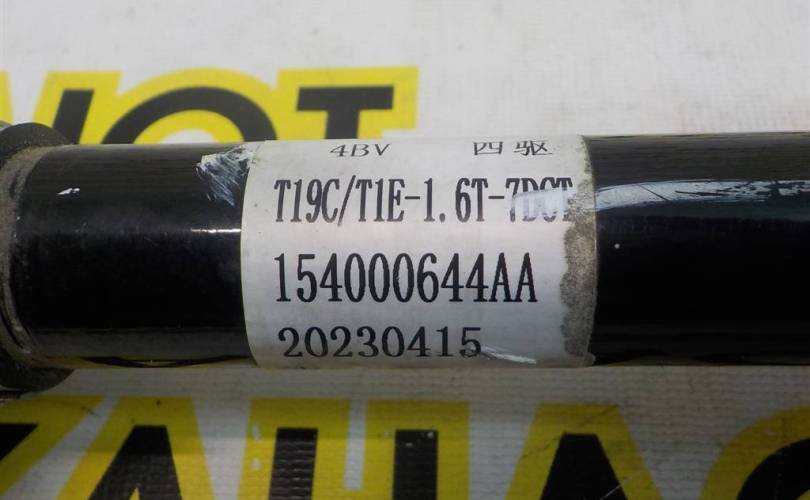 4BV 四驱
T19C/T1E-1.6T-7DCT
154000644AA
20230415